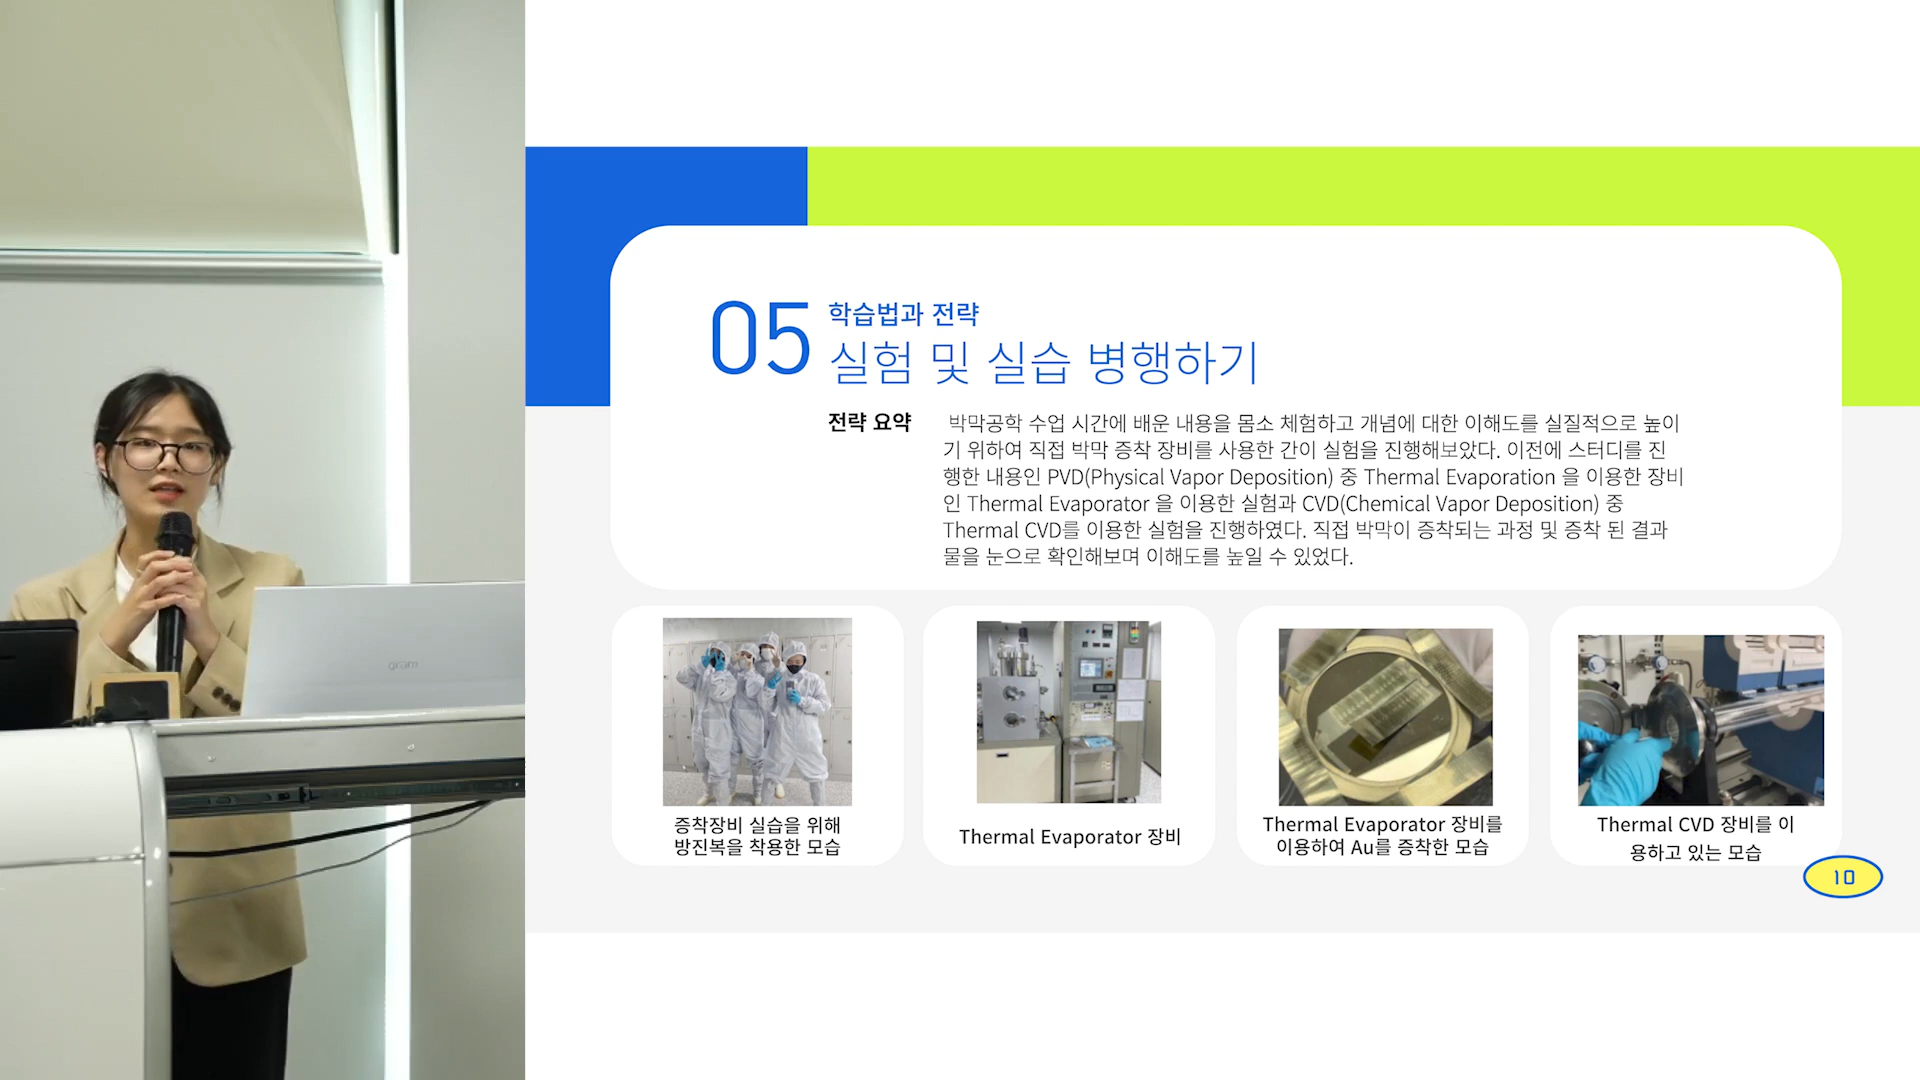 gram
05
학습법과 전략
실험 및 실습 병행하기
전략 요약
박막공학 수업 시간에 배운 내용을 몸소 체험하고 개념에 대한 이해도를 실질적으로 높이
기 위하여 직접 박막 증착 장비를 사용한 간이 실험을 진행해보았다. 이전에 스터디를 진
행한 내용인 PVD(Physical Vapor Deposition) 중 Thermal Evaporation 을 이용한 장비
인 Thermal Evaporator 을 이용한 실험과 CVD(Chemical Vapor Deposition) 중
Thermal CVD를 이용한 실험을 진행하였다. 직접 박막이 증착되는 과정 및 증착 된 결과
물을 눈으로 확인해보며 이해도를 높일 수 있었다.
증착장비 실습을 위해
방진복을 착용한 모습
Thermal Evaporator 장비
Thermal Evaporator 장비를
이용하여 Au를 증착한 모습
Thermal CVD 장비를 이
용하고 있는 모습
10